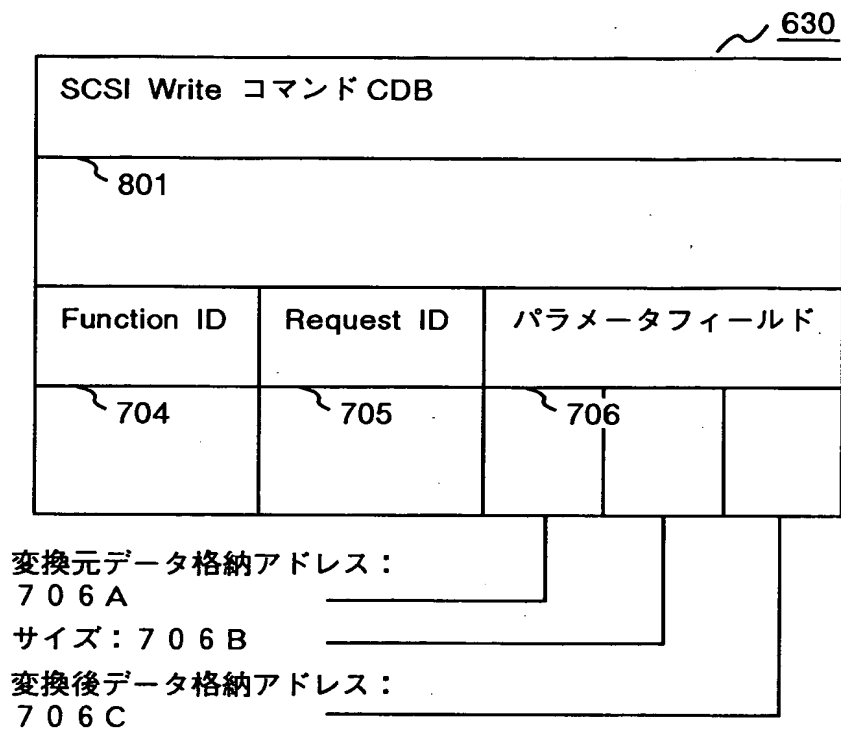 630
SCSI Write コマンド CDB
801
Function ID
Request ID
パラメータフィールド
704
705
706
変換元データ格納アドレス：
７０６Ａ
サイズ：７０６Ｂ
変換後データ格納アドレス：
７０６Ｃ